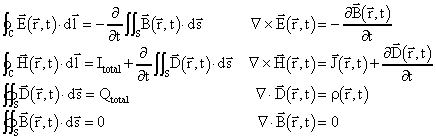 ∮_C E⃗(r⃗,t)·dl⃗ = −∂/∂t ∬_S B⃗(r⃗,t)·ds⃗    ∇×E⃗(r⃗,t) = −∂B⃗(r⃗,t)/∂t
∮_C H⃗(r⃗,t)·dl⃗ = I_total + ∂/∂t ∬_S D⃗(r⃗,t)·ds⃗    ∇×H⃗(r⃗,t) = J⃗(r⃗,t) + ∂D⃗(r⃗,t)/∂t
∯_S D⃗(r⃗,t)·ds⃗ = Q_total    ∇·D⃗(r⃗,t) = ρ(r⃗,t)
∯_S B⃗(r⃗,t)·ds⃗ = 0    ∇·B⃗(r⃗,t) = 0